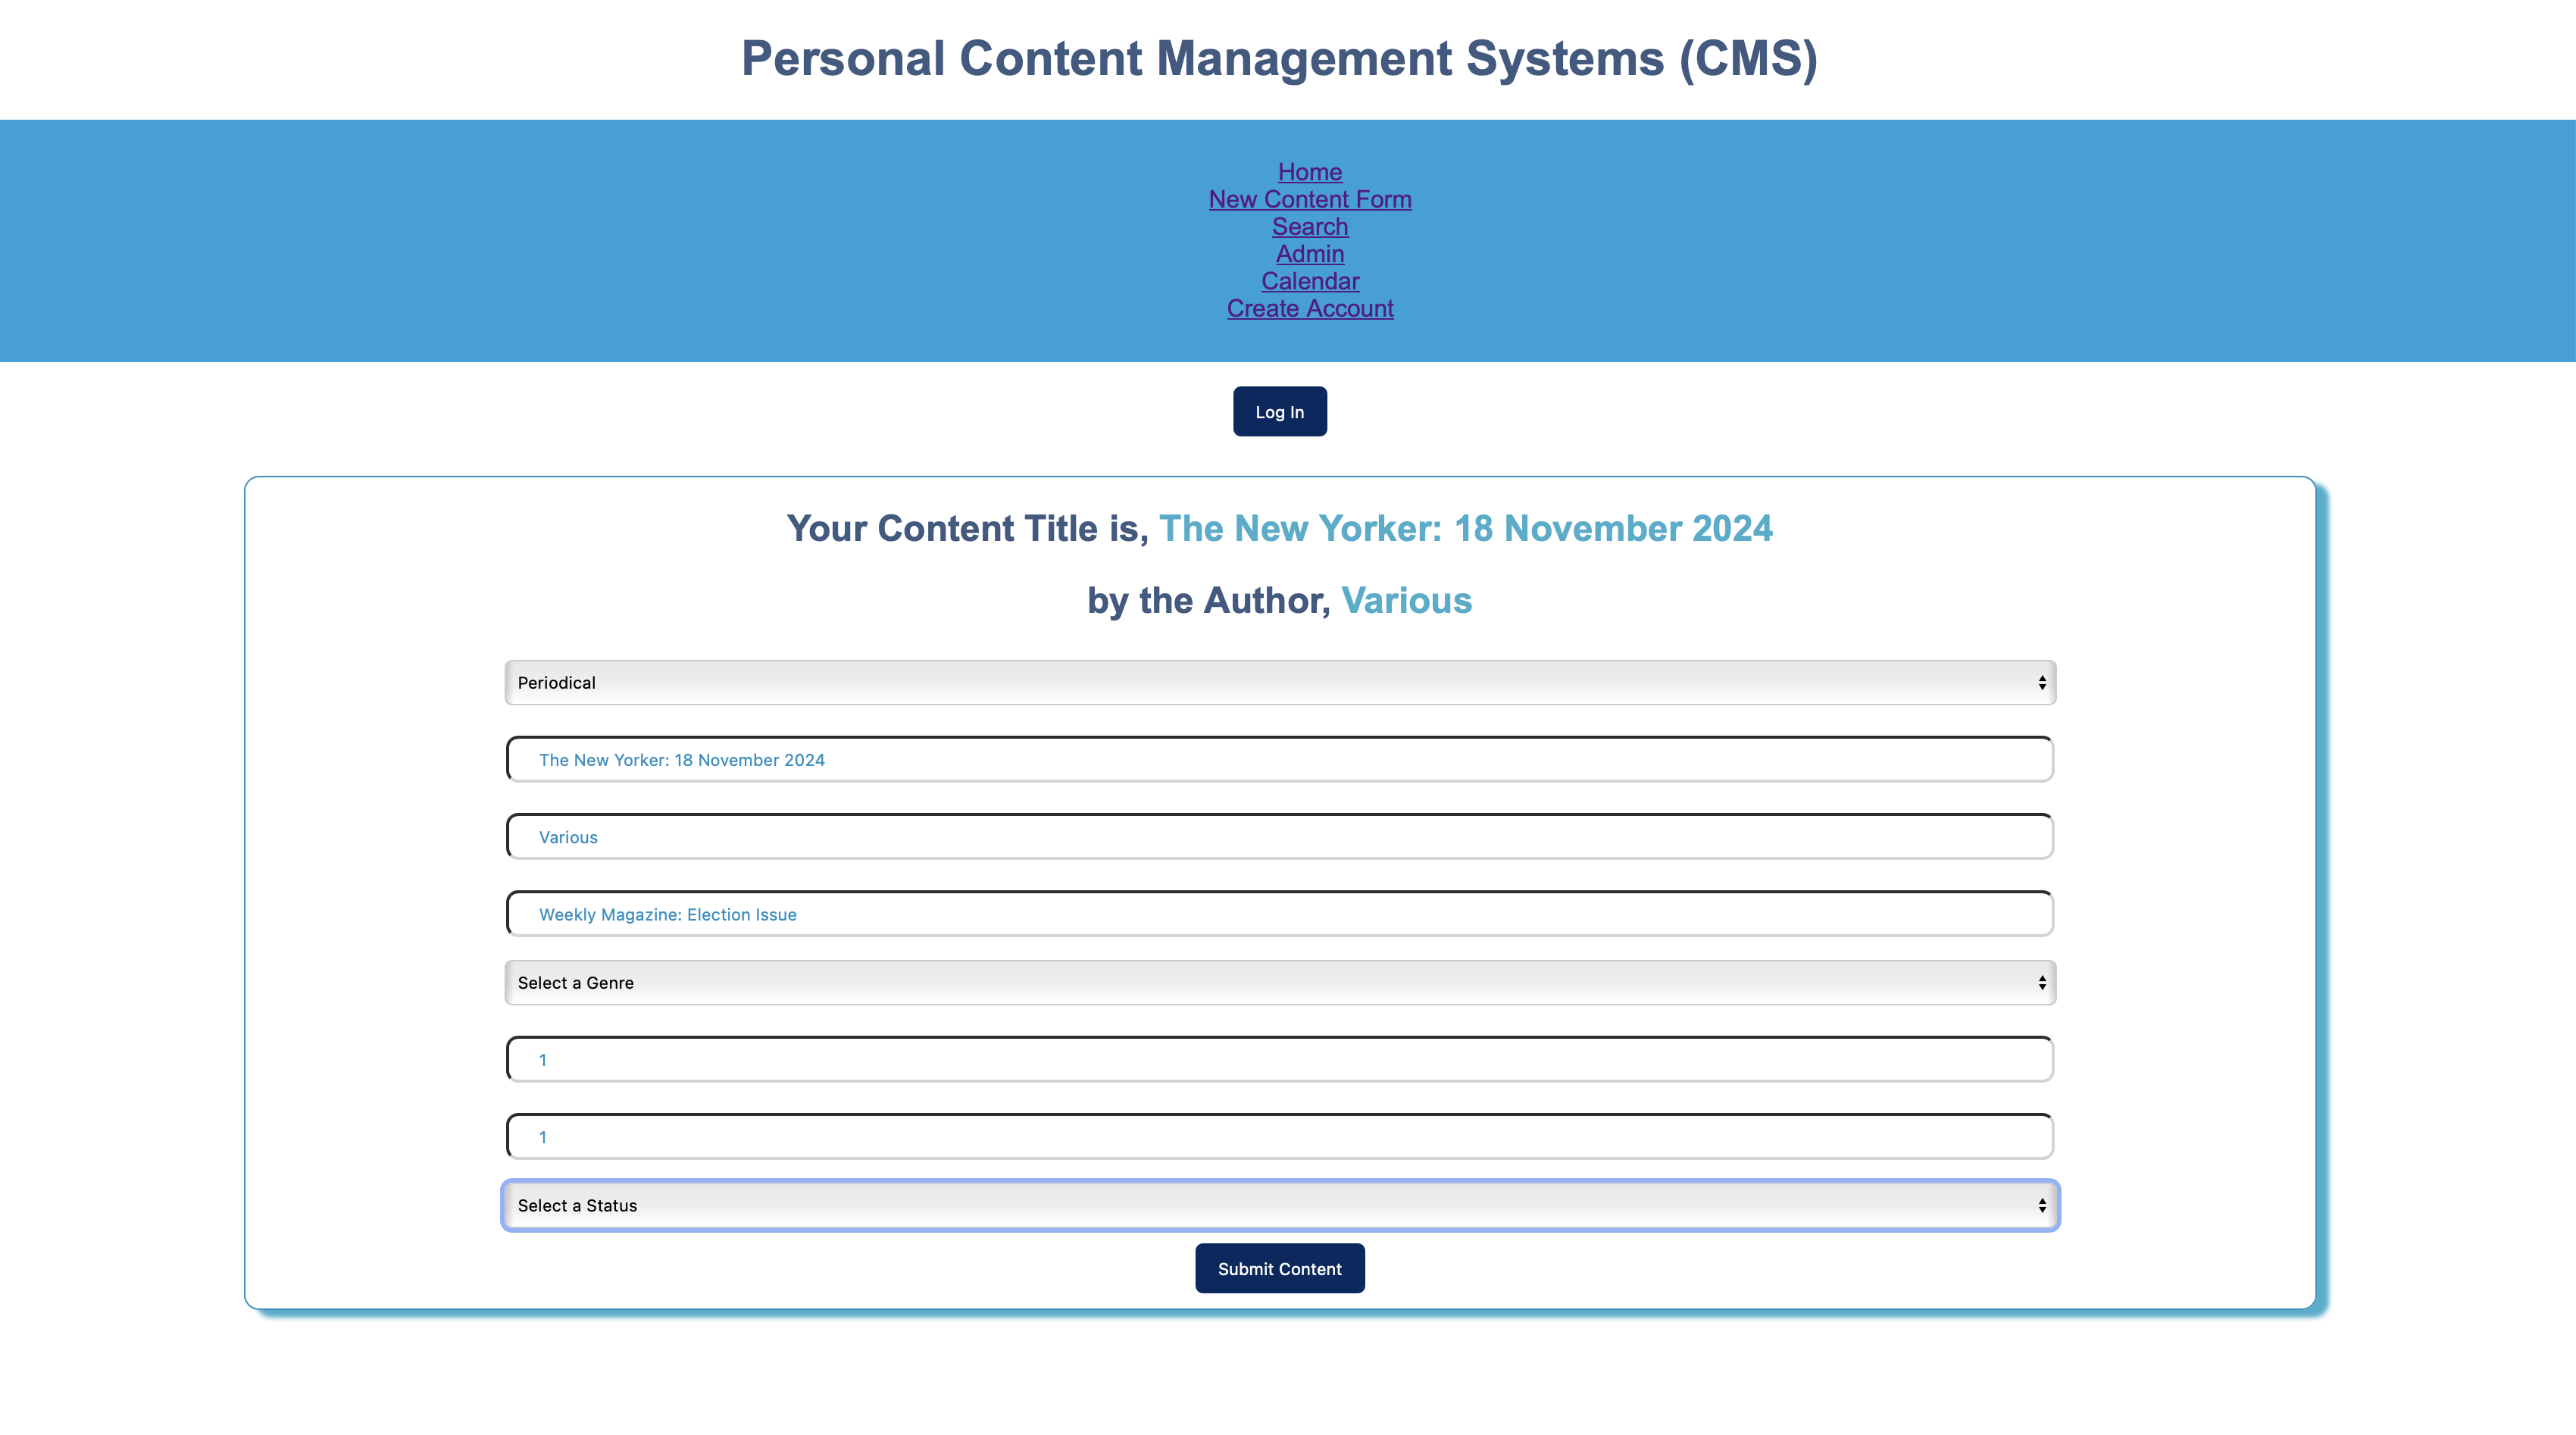 Personal Content Management Systems (CMS)
Home
New Content Form
Search
Admin
Calendar
Create Account
Log In
Your Content Title is, The New Yorker: 18 November 2024
by the Author, Various
Periodical
The New Yorker: 18 November 2024
Various
Weekly Magazine: Election Issue
Select a Genre
1
1
Select a Status
Submit Content